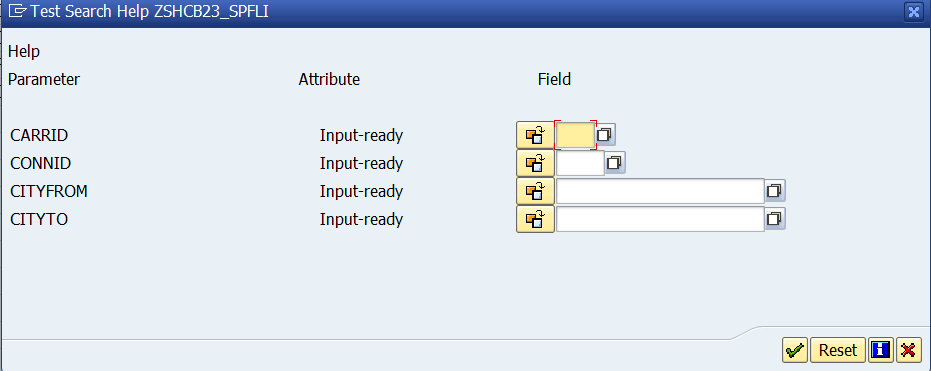 Test Search Help ZSHCB23_SPFLI
Help
Parameter Attribute Field
CARRID Input-ready
CONNID Input-ready
CITYFROM Input-ready
CITYTO Input-ready
Reset